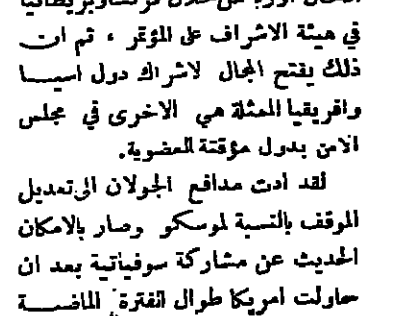 في هيئة الاشراف على المؤتمر ، ثم ان
ذلك يفتح المجال لاشراك دول اسيا
وافريقيا الممثلة هي الاخرى في مجلس
الامن بدول مؤقتة العضوية.
لقد ادت مدافع الجولان الى تعديل
الموقف بالنسبة لموسكو وصار بالامكان
الحديث عن مشاركة سوفياتية بعد ان
حاولت امريكا طوال الفترة الماضية